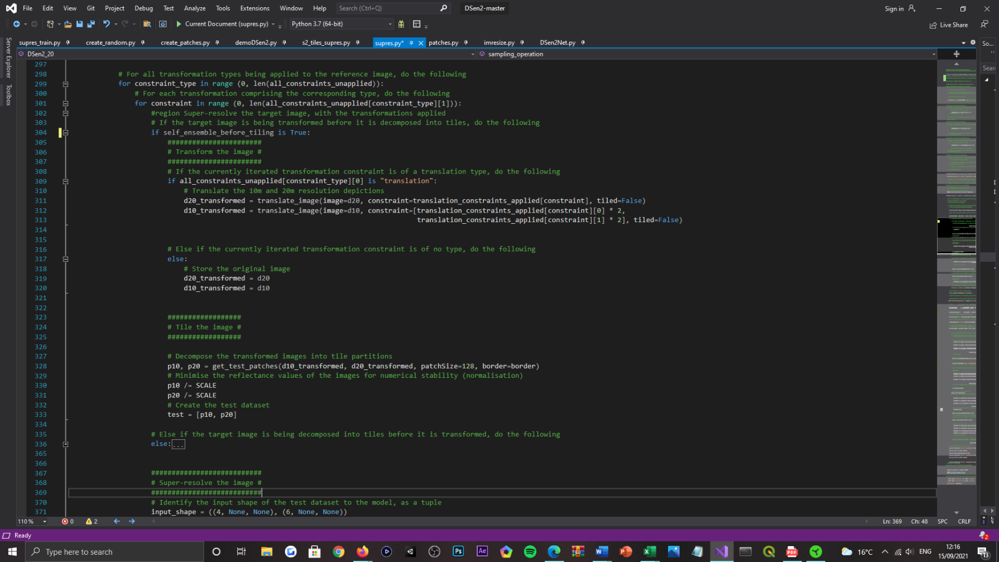 File Edit View Git Project Debug Test Analyze Tools Extensions Window Help Search (Ctrl+Q) DSen2-master Sign in
Current Document (supres.py) Python 3.7 (64-bit) Live Share
supres_train.py create_random.py create_patches.py demoDSen2.py s2_tiles_supres.py supres.py* patches.py imresize.py DSen2Net.py So...
DSen2_20 sampling_operation
Server Explorer
Toolbox
Sear
297
298 # For all transformation types being applied to the reference image, do the following
299 for constraint_type in range (0, len(all_constraints_unapplied)):
300 # For each transformation comprising the corresponding type, do the following
301 for constraint in range (0, len(all_constraints_unapplied[constraint_type][1])):
302 #region Super-resolve the target image, with the transformations applied
303 # If the target image is being transformed before it is decomposed into tiles, do the following
304 if self_ensemble_before_tiling is True:
305 #######################
306 # Transform the image #
307 #######################
308 # If the currently iterated transformation constraint is of a translation type, do the following
309 if all_constraints_unapplied[constraint_type][0] is "translation":
310 # Translate the 10m and 20m resolution depictions
311 d20_transformed = translate_image(image=d20, constraint=translation_constraints_applied[constraint], tiled=False)
312 d10_transformed = translate_image(image=d10, constraint=[translation_constraints_applied[constraint][0] * 2,
313 translation_constraints_applied[constraint][1] * 2], tiled=False)
314
315
316 # Else if the currently iterated transformation constraint is of no type, do the following
317 else:
318 # Store the original image
319 d20_transformed = d20
320 d10_transformed = d10
321
322
323 ##################
324 # Tile the image #
325 ##################
326
327 # Decompose the transformed images into tile partitions
328 p10, p20 = get_test_patches(d10_transformed, d20_transformed, patchSize=128, border=border)
329 # Minimise the reflectance values of the images for numerical stability (normalisation)
330 p10 /= SCALE
331 p20 /= SCALE
332 # Create the test dataset
333 test = [p10, p20]
334
335 # Else if the target image is being decomposed into tiles before it is transformed, do the following
336 else:...
365
366
367 ###########################
368 # Super-resolve the image #
369 ###########################
370 # Identify the input shape of the test dataset to the model, as a tuple
371 input_shape = ((4, None, None), (6, None, None))
110 % 0 2 Ln: 369 Ch: 48 SPC CRLF
Ready 2
Type here to search 16°C ENG 12:16
15/09/2021 13